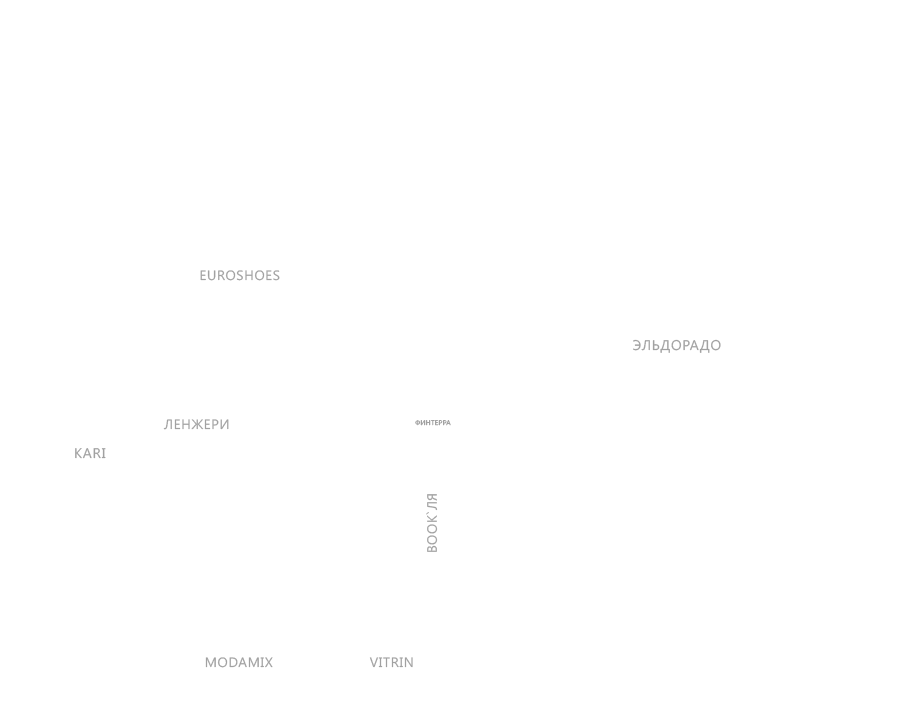 EUROSHOES
ЭЛЬДОРАДО
ЛЕНЖЕРИ
ФИНТЕРРА
KARI
BOOK`ЛЯ
MODAMIX
VITRIN